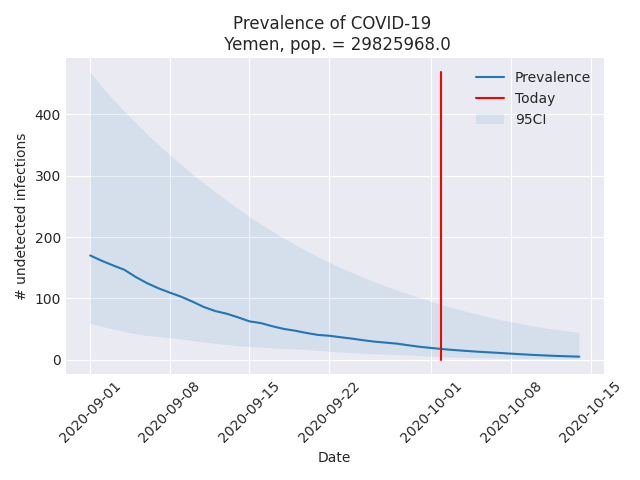 Prevalence of COVID-19
Yemen, pop. = 29825968.0
Prevalence
Today
95CI
# undetected infections
400
300
200
100
0
2020-09-01
2020-09-08
2020-09-15
2020-09-22
2020-10-01
2020-10-08
2020-10-15
Date